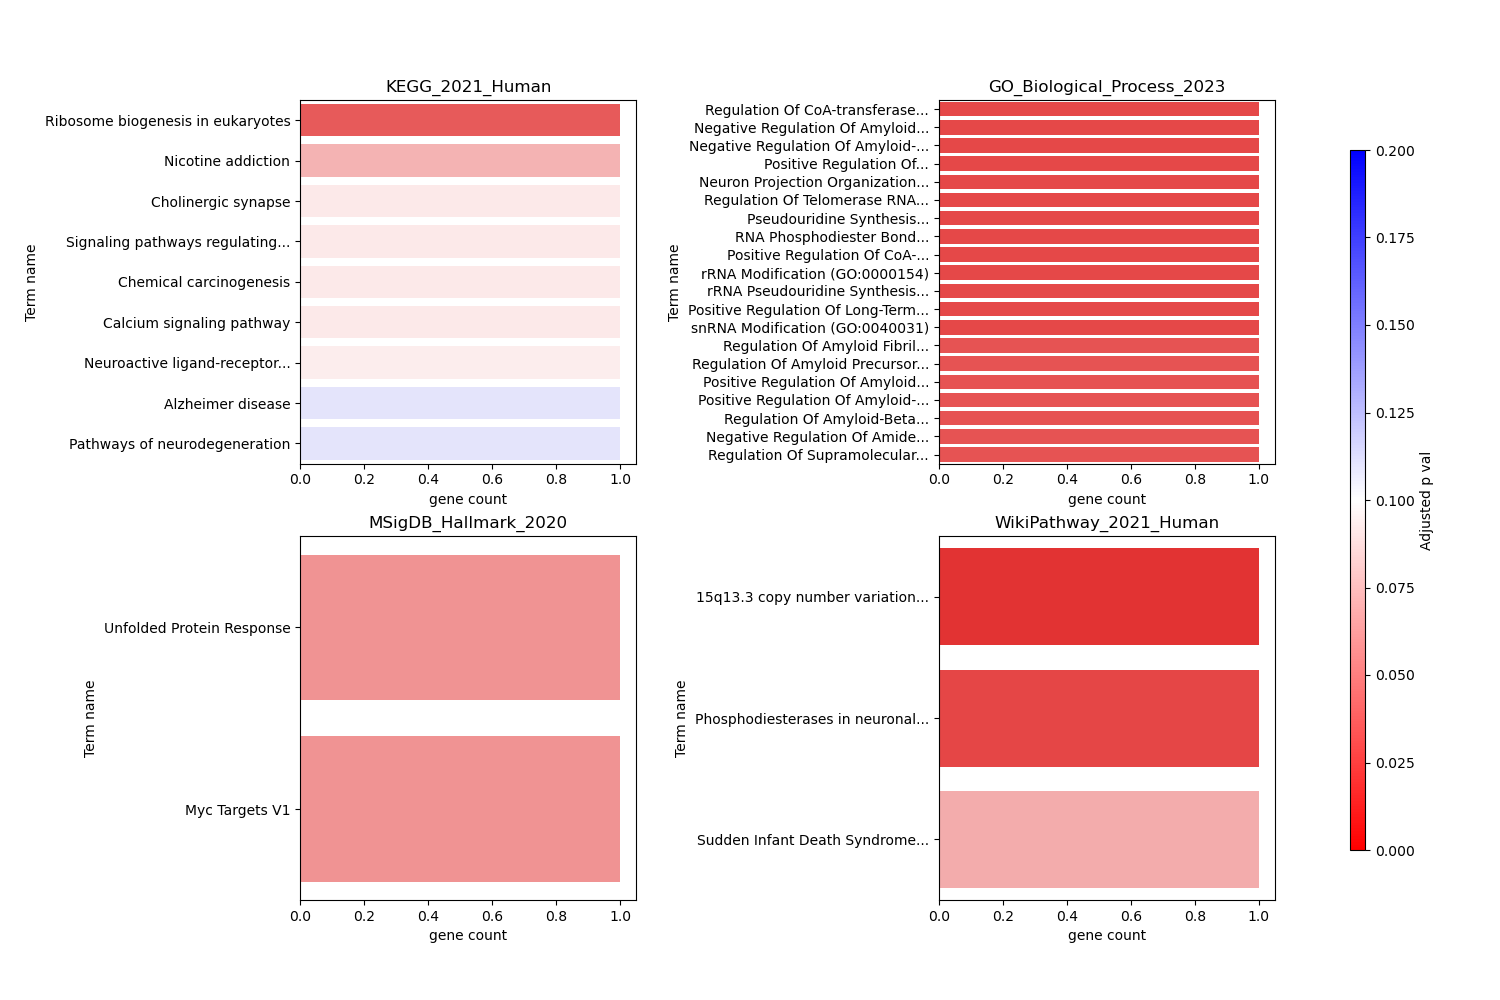 KEGG_2021_Human
Ribosome biogenesis in eukaryotes
Nicotine addiction
Cholinergic synapse
Signaling pathways regulating...
Chemical carcinogenesis
Calcium signaling pathway
Neuroactive ligand-receptor...
Alzheimer disease
Pathways of neurodegeneration
Term name
0.0 0.2 0.4 0.6 0.8 1.0
gene count
GO_Biological_Process_2023
Regulation Of CoA-transferase...
Negative Regulation Of Amyloid...
Negative Regulation Of Amyloid-...
Positive Regulation Of...
Neuron Projection Organization...
Regulation Of Telomerase RNA...
Pseudouridine Synthesis...
RNA Phosphodiester Bond...
Positive Regulation Of CoA-...
rRNA Modification (GO:0000154)
rRNA Pseudouridine Synthesis...
Positive Regulation Of Long-Term...
snRNA Modification (GO:0040031)
Regulation Of Amyloid Fibril...
Regulation Of Amyloid Precursor...
Positive Regulation Of Amyloid...
Positive Regulation Of Amyloid-...
Regulation Of Amyloid-Beta...
Negative Regulation Of Amide...
Regulation Of Supramolecular...
Term name
0.0 0.2 0.4 0.6 0.8 1.0
gene count
MSigDB_Hallmark_2020
Unfolded Protein Response
Myc Targets V1
Term name
0.0 0.2 0.4 0.6 0.8 1.0
gene count
WikiPathway_2021_Human
15q13.3 copy number variation...
Phosphodiesterases in neuronal...
Sudden Infant Death Syndrome...
Term name
0.0 0.2 0.4 0.6 0.8 1.0
gene count
0.200
0.175
0.150
0.125
0.100
0.075
0.050
0.025
0.000
Adjusted p val